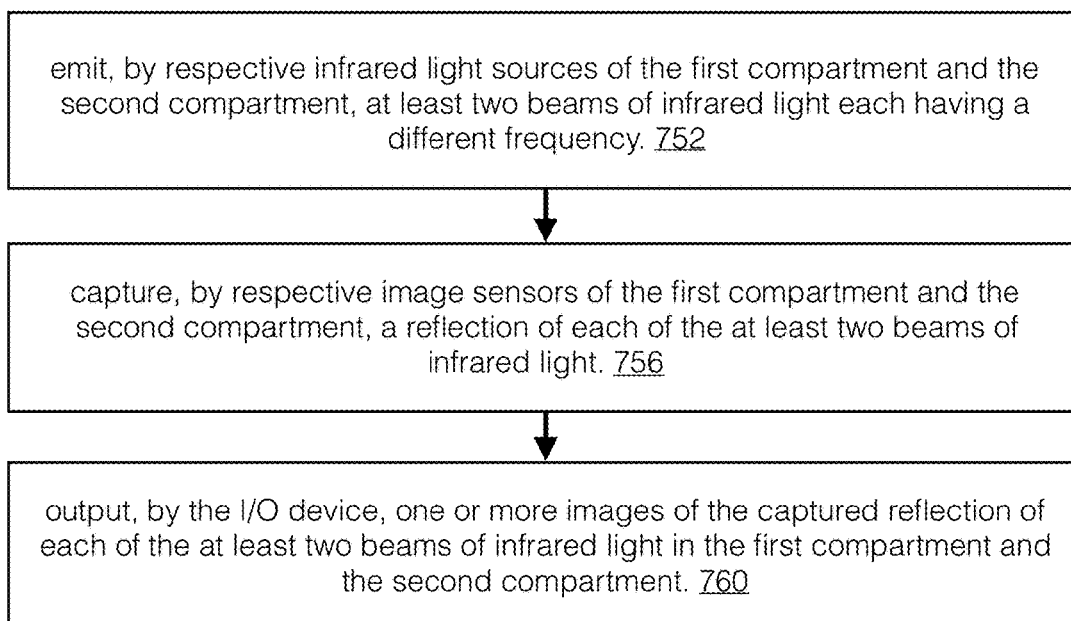 emit, by respective infrared light sources of the first compartment and the
second compartment, at least two beams of infrared light each having a
different frequency. 752
capture, by respective image sensors of the first compartment and the
second compartment, a reflection of each of the at least two beams of
infrared light. 756
output, by the I/O device, one or more images of the captured reflection of
each of the at least two beams of infrared light in the first compartment and
the second compartment. 760